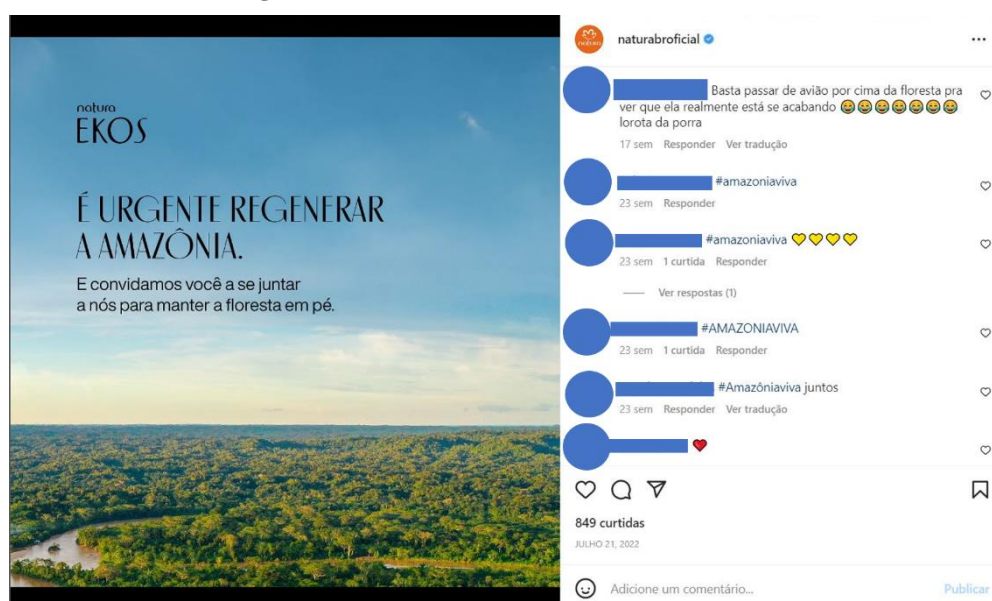 natura
EKOS
É URGENTE REGENERAR
A AMAZÔNIA.
E convidamos você a se juntar
a nós para manter a floresta em pé.
natura
naturabroficial
Basta passar de avião por cima da floresta pra
ver que ela realmente está se acabando 😂😂😂😂😂😂😂
lorota da porra
17 sem Responder Ver tradução
#amazoniaviva
23 sem Responder
#amazoniaviva 💛💛💛💛
23 sem 1 curtida Responder
Ver respostas (1)
#AMAZONIAVIVA
23 sem 1 curtida Responder
#Amazôniaviva juntos
23 sem Responder Ver tradução
❤️
849 curtidas
JULHO 21, 2022
Adicione um comentário... Publicar